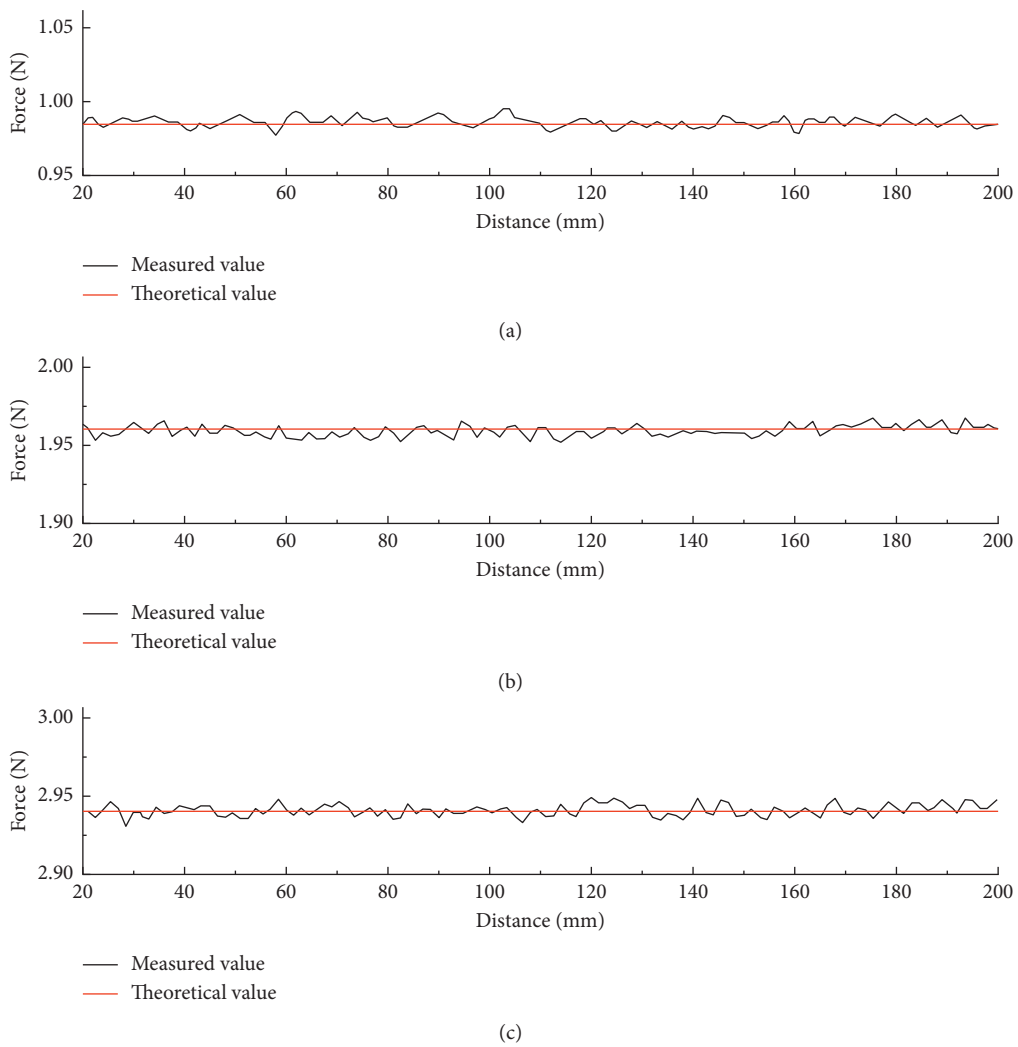 1.05
1.00
0.95
Force (N)
20 40 60 80 100 120 140 160 180 200
Distance (mm)
Measured value
Theoretical value
(a)
2.00
1.95
1.90
Force (N)
20 40 60 80 100 120 140 160 180 200
Distance (mm)
Measured value
Theoretical value
(b)
3.00
2.95
2.90
Force (N)
20 40 60 80 100 120 140 160 180 200
Distance (mm)
Measured value
Theoretical value
(c)